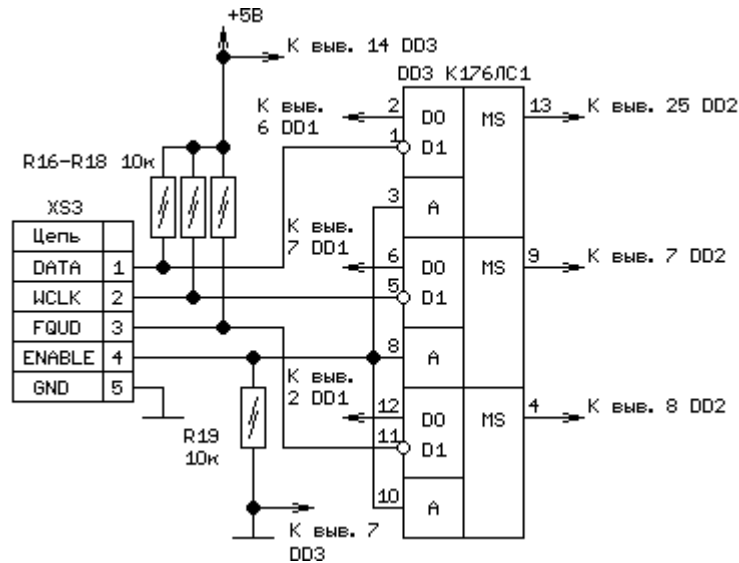 +5В
К выв. 14 DD3
DD3 К176ЛС1
К выв.
6 DD1
2
D0
MS
13
К выв. 25 DD2
1
D1
R16-R18 10к
3
A
XS3
Цепь
К выв.
7 DD1
DATA
1
6
D0
MS
9
К выв. 7 DD2
WCLK
2
5
D1
FQUD
3
ENABLE
4
8
A
GND
5
К выв.
2 DD1
12
D0
MS
4
К выв. 8 DD2
R19
10к
11
D1
10
A
К выв. 7
DD3